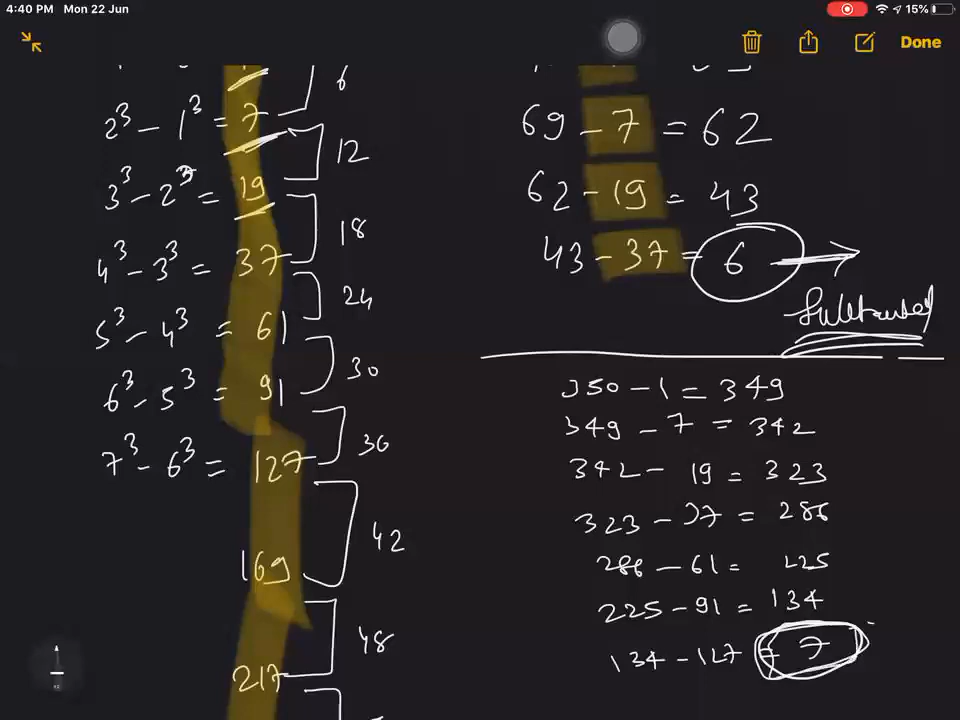 4:40 PM Mon 22 Jun
15%
Done
6
2³ - 1³ = 7
12
3³ - 2³ = 19
18
4³ - 3³ = 37
24
5³ - 4³ = 61
30
6³ - 5³ = 91
36
7³ - 6³ = 127
42
169
48
217
69 - 7 = 62
62 - 19 = 43
43 - 37 = 6
350 - 1 = 349
349 - 7 = 342
342 - 19 = 323
323 - 37 = 286
286 - 61 = 225
225 - 91 = 134
134 - 127 = 7